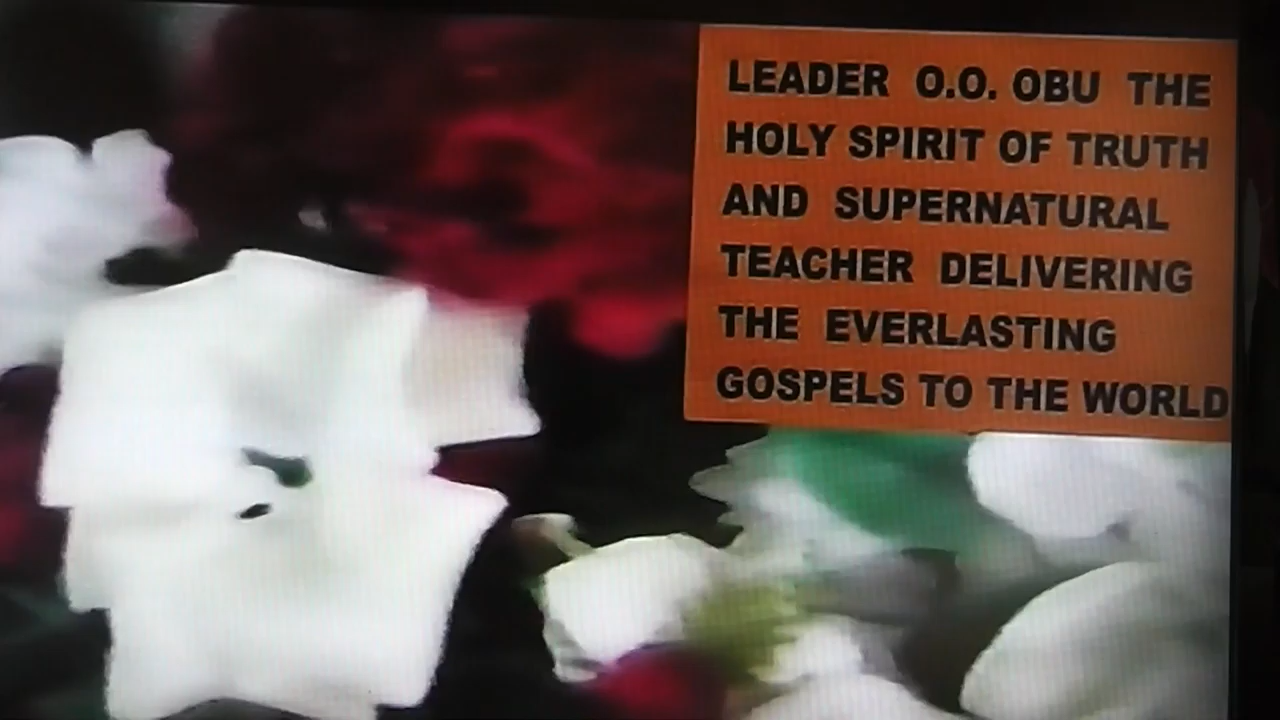 LEADER O.O. OBU THE
HOLY SPIRIT OF TRUTH
AND SUPERNATURAL
TEACHER DELIVERING
THE EVERLASTING
GOSPELS TO THE WORLD